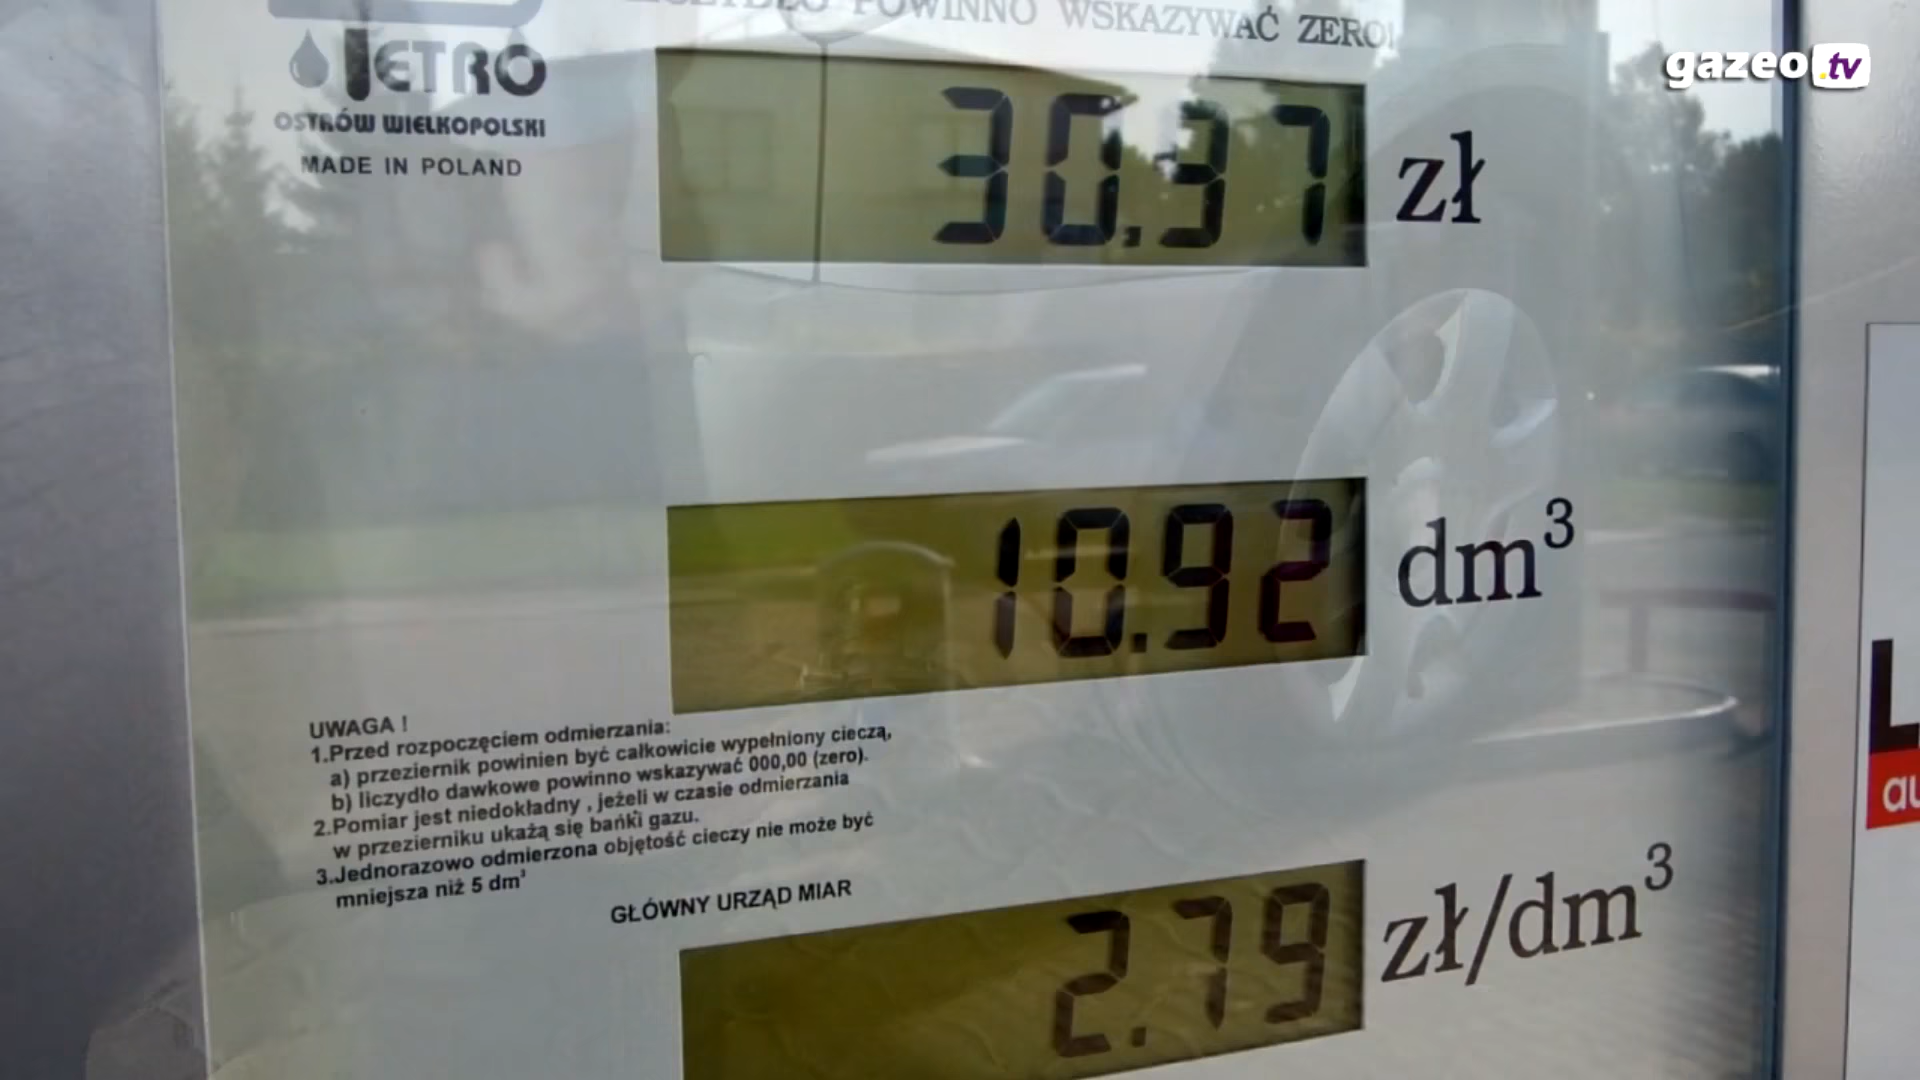 POWINNO WSKAZYWAĆ ZERO!
gazeo.tv
JETRO
OSTRÓW WIELKOPOLSKI
MADE IN POLAND
30.37 zł
10.92 dm³
UWAGA !
1.Przed rozpoczęciem odmierzania:
a) przeziernik powinien być całkowicie wypełniony cieczą,
b) liczydło dawkowe powinno wskazywać 000,00 (zero).
2.Pomiar jest niedokładny , jeżeli w czasie odmierzania
w przezierniku ukażą się bańki gazu.
3.Jednorazowo odmierzona objętość cieczy nie może być
mniejsza niż 5 dm³
GŁÓWNY URZĄD MIAR
2.79 zł/dm³